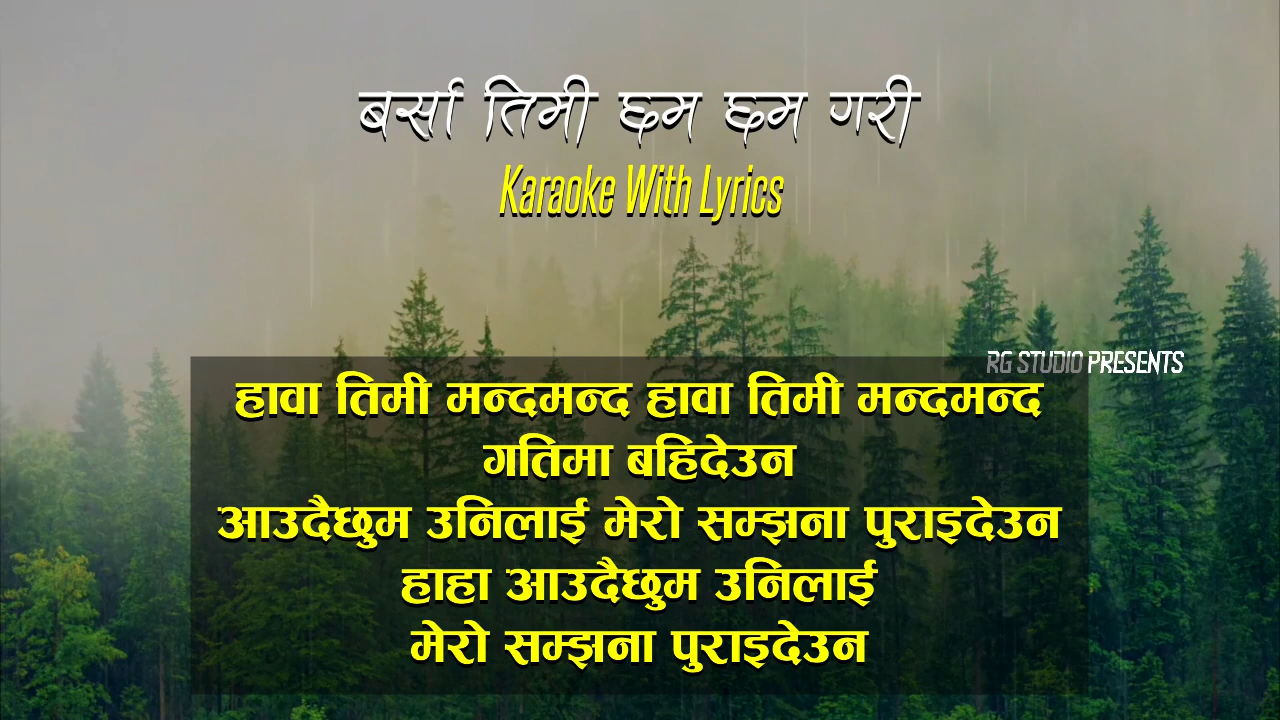 बर्सा तिमी छम छम गरी
Karaoke With Lyrics
RG STUDIO PRESENTS
हावा तिमी मन्दमन्द हावा तिमी मन्दमन्द
गतिमा बहिदेउन
आउदैछुम उनिलाई मेरो सम्झना पुराइदेउन
हाहा आउदैछुम उनिलाई
मेरो सम्झना पुराइदेउन